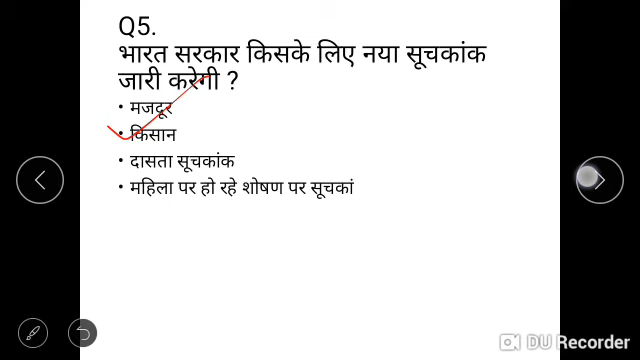 Q5.
भारत सरकार किसके लिए नया सूचकांक
जारी करेगी ?
• मजदूर
• किसान
• दासता सूचकांक
• महिला पर हो रहे शोषण पर सूचकां
DU Recorder